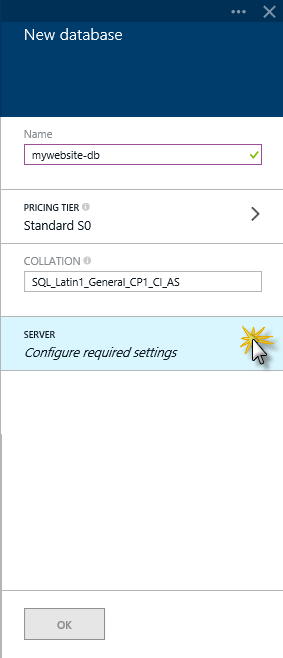 New database
Name
mywebsite-db
PRICING TIER
Standard S0
COLLATION
SQL_Latin1_General_CP1_CI_AS
SERVER
Configure required settings
OK